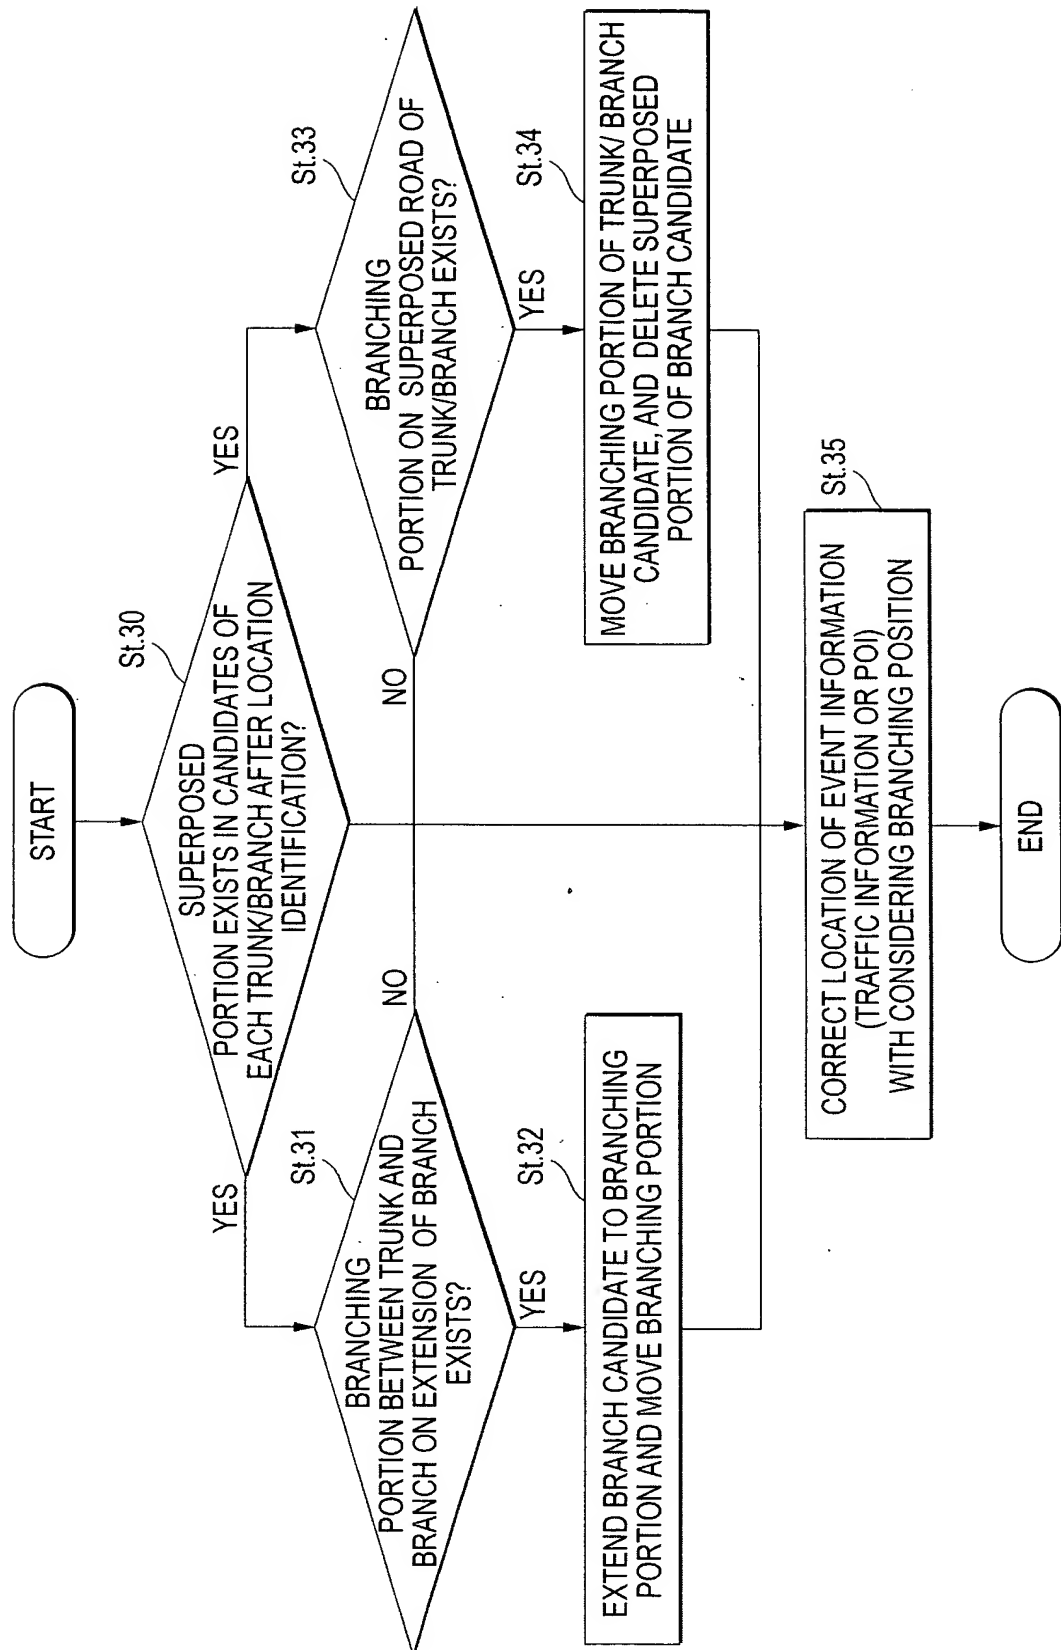 START
St.30
SUPERPOSED
PORTION EXISTS IN CANDIDATES OF
EACH TRUNK/BRANCH AFTER LOCATION
IDENTIFICATION?
YES
YES
St.31
BRANCHING
PORTION BETWEEN TRUNK AND
BRANCH ON EXTENSION OF BRANCH
EXISTS?
NO
YES
St.33
BRANCHING
PORTION ON SUPERPOSED ROAD OF
TRUNK/BRANCH EXISTS?
NO
YES
St.32
EXTEND BRANCH CANDIDATE TO BRANCHING
PORTION AND MOVE BRANCHING PORTION
St.34
MOVE BRANCHING PORTION OF TRUNK/ BRANCH
CANDIDATE, AND DELETE SUPERPOSED
PORTION OF BRANCH CANDIDATE
St.35
CORRECT LOCATION OF EVENT INFORMATION
(TRAFFIC INFORMATION OR POI)
WITH CONSIDERING BRANCHING POSITION
END